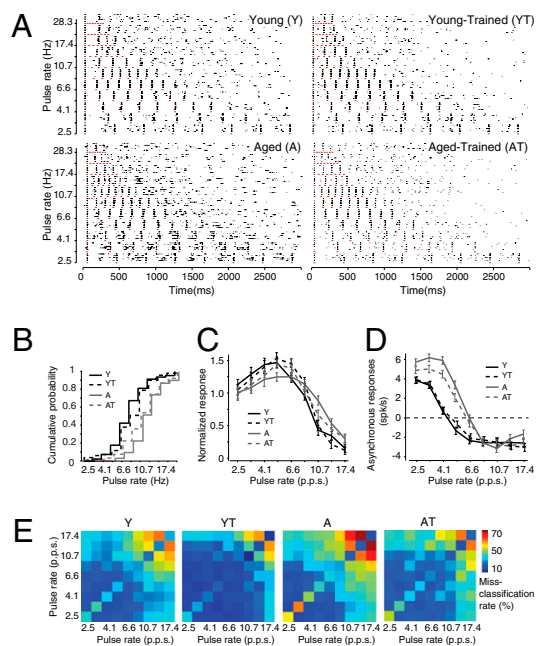 A
Young (Y)
Young-Trained (YT)
Pulse rate (Hz)
28.3
17.4
10.7
6.6
4.1
2.5
Aged (A)
Aged-Trained (AT)
Pulse rate (Hz)
28.3
17.4
10.7
6.6
4.1
2.5
0 500 1000 1500 2000 2500
0 500 1000 1500 2000 2500
Time(ms)
Time(ms)
B
Cumulative probability
1
0.8
0.6
0.4
0.2
0
Y
YT
A
AT
2.5 6.6 10.7 17.4
Pulse rate (Hz)
C
Normalized response
1.5
1.0
0.5
0
Y
YT
A
AT
2.5 4.1 6.6 10.7 17.4
Pulse rate (p.p.s.)
D
Asynchronous responses
(spk/s)
6
4
2
0
-2
-4
Y
YT
A
AT
2.5 4.1 6.6 10.7 17.4
Pulse rate (p.p.s.)
E
Y
YT
A
AT
Pulse rate (p.p.s.)
17.4
10.7
6.6
4.1
2.5
2.5 4.1 6.6 10.7 17.4
2.5 4.1 6.6 10.7 17.4
2.5 4.1 6.6 10.7 17.4
2.5 4.1 6.6 10.7 17.4
Pulse rate (p.p.s.)
Pulse rate (p.p.s.)
Pulse rate (p.p.s.)
Pulse rate (p.p.s.)
70
50
30
10
Miss-
classification
rate (%)